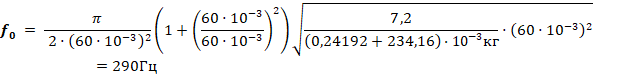 f₀ = π / (2·(60·10⁻³)²) (1 + (60·10⁻³ / 60·10⁻³)²) √(7,2 / ((0,24192 + 234,16)·10⁻³кг) · (60·10⁻³)²)
= 290Гц